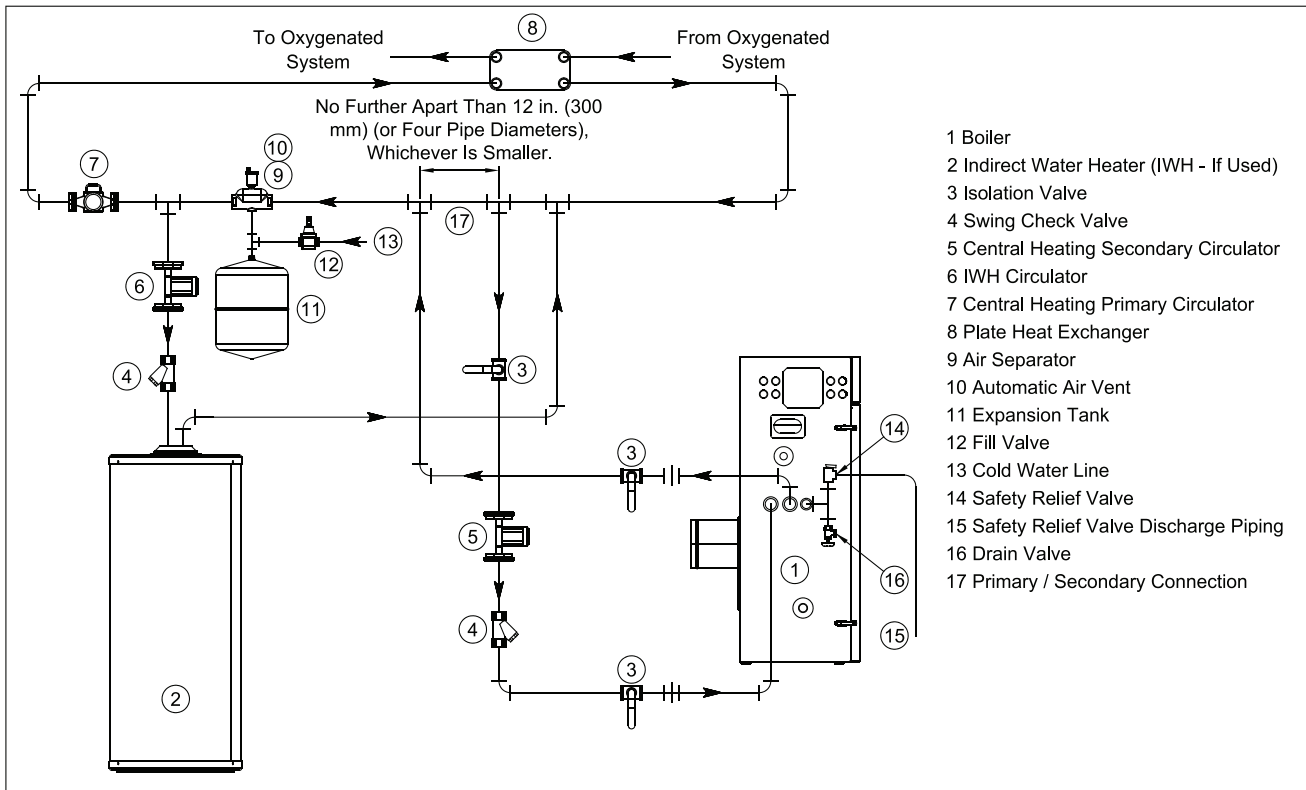 8
To Oxygenated
System
From Oxygenated
System
No Further Apart Than 12 in. (300
mm) (or Four Pipe Diameters),
Whichever Is Smaller.
7
10
9
17
13
12
6
11
4
3
3
14
5
1
16
4
3
15
2
1 Boiler
2 Indirect Water Heater (IWH - If Used)
3 Isolation Valve
4 Swing Check Valve
5 Central Heating Secondary Circulator
6 IWH Circulator
7 Central Heating Primary Circulator
8 Plate Heat Exchanger
9 Air Separator
10 Automatic Air Vent
11 Expansion Tank
12 Fill Valve
13 Cold Water Line
14 Safety Relief Valve
15 Safety Relief Valve Discharge Piping
16 Drain Valve
17 Primary / Secondary Connection